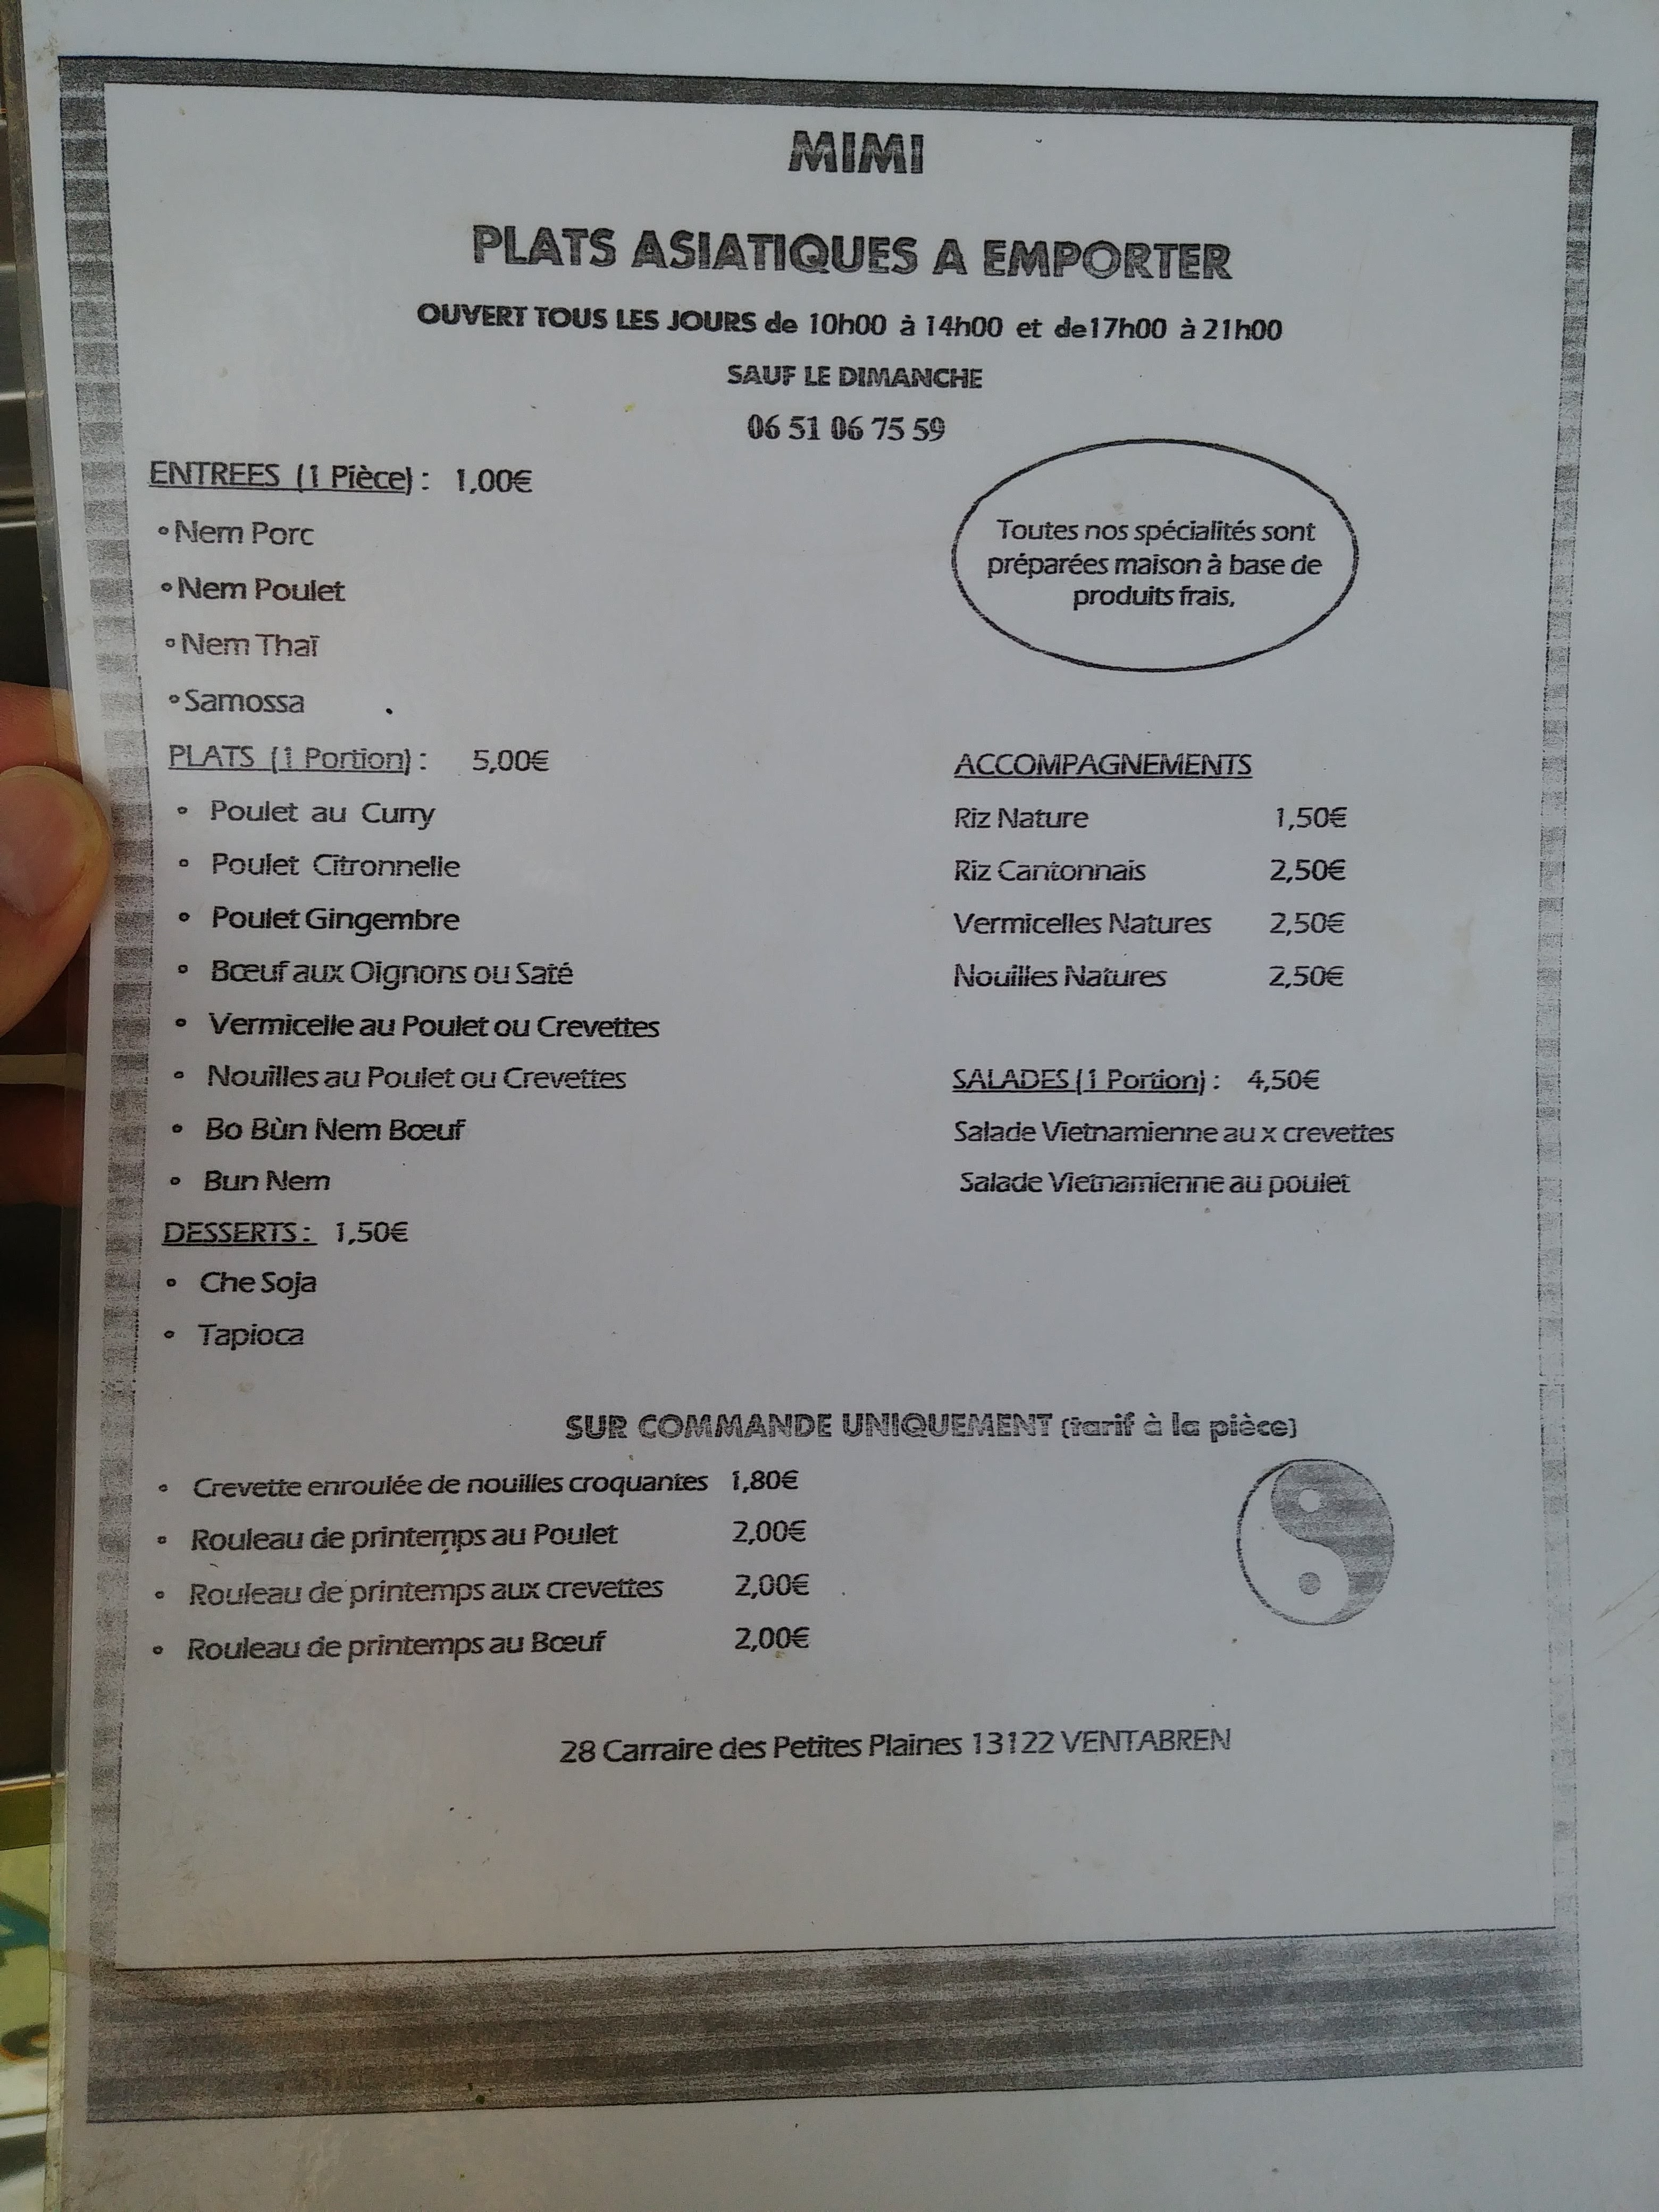 MIMI
PLATS ASIATIQUES A EMPORTER
OUVERT TOUS LES JOURS de 10h00 à 14h00 et de17h00 à 21h00
SAUF LE DIMANCHE
06 51 06 75 59
ENTREES (1 Pièce) : 1,00€
• Nem Porc
• Nem Poulet
• Nem Thaï
• Samossa
Toutes nos spécialités sont
préparées maison à base de
produits frais.
PLATS (1 Portion) : 5,00€
• Poulet au Curry
• Poulet Citronnelle
• Poulet Gingembre
• Bœuf aux Oignons ou Saté
• Vermicelle au Poulet ou Crevettes
• Nouilles au Poulet ou Crevettes
• Bo Bùn Nem Bœuf
• Bun Nem
DESSERTS : 1,50€
• Che Soja
• Tapioca
ACCOMPAGNEMENTS
Riz Nature 1,50€
Riz Cantonnais 2,50€
Vermicelles Natures 2,50€
Nouilles Natures 2,50€
SALADES (1 Portion) : 4,50€
Salade Vietnamienne au x crevettes
Salade Vietnamienne au poulet
SUR COMMANDE UNIQUEMENT (tarif à la pièce)
• Crevette enroulée de nouilles croquantes 1,80€
• Rouleau de printemps au Poulet 2,00€
• Rouleau de printemps aux crevettes 2,00€
• Rouleau de printemps au Bœuf 2,00€
28 Carraire des Petites Plaines 13122 VENTABREN